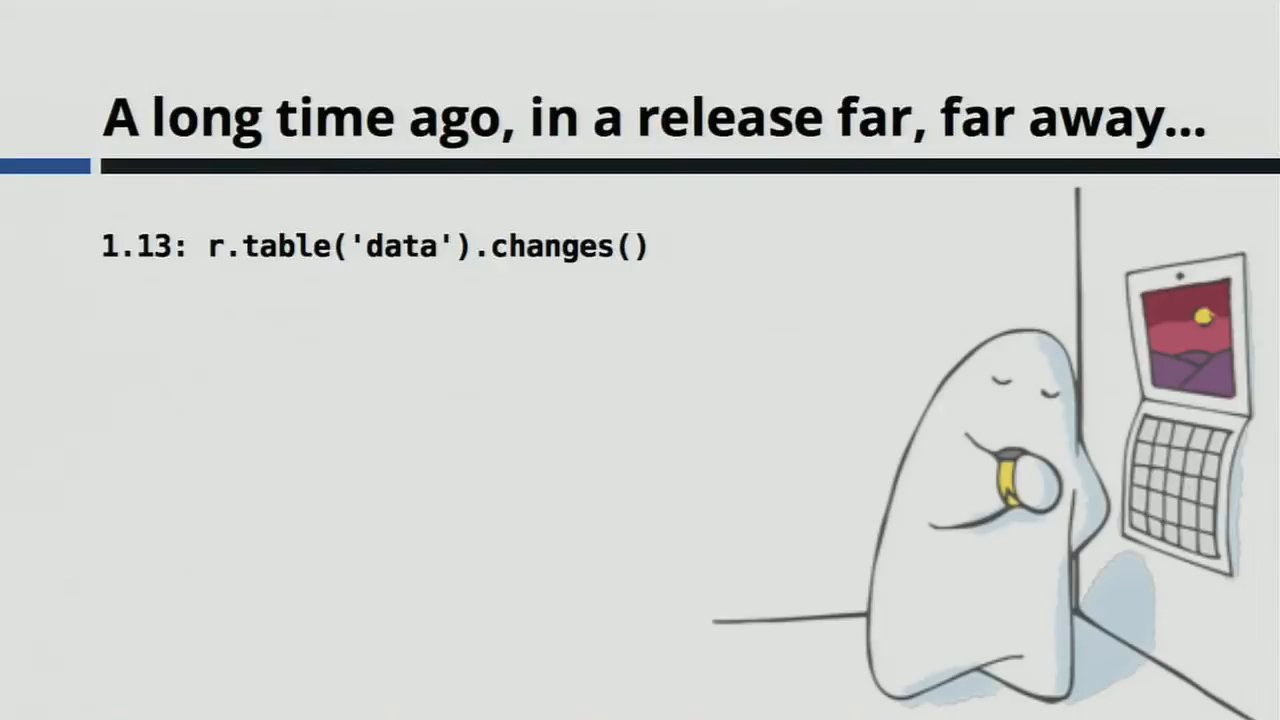 A long time ago, in a release far, far away...
1.13: r.table('data').changes()